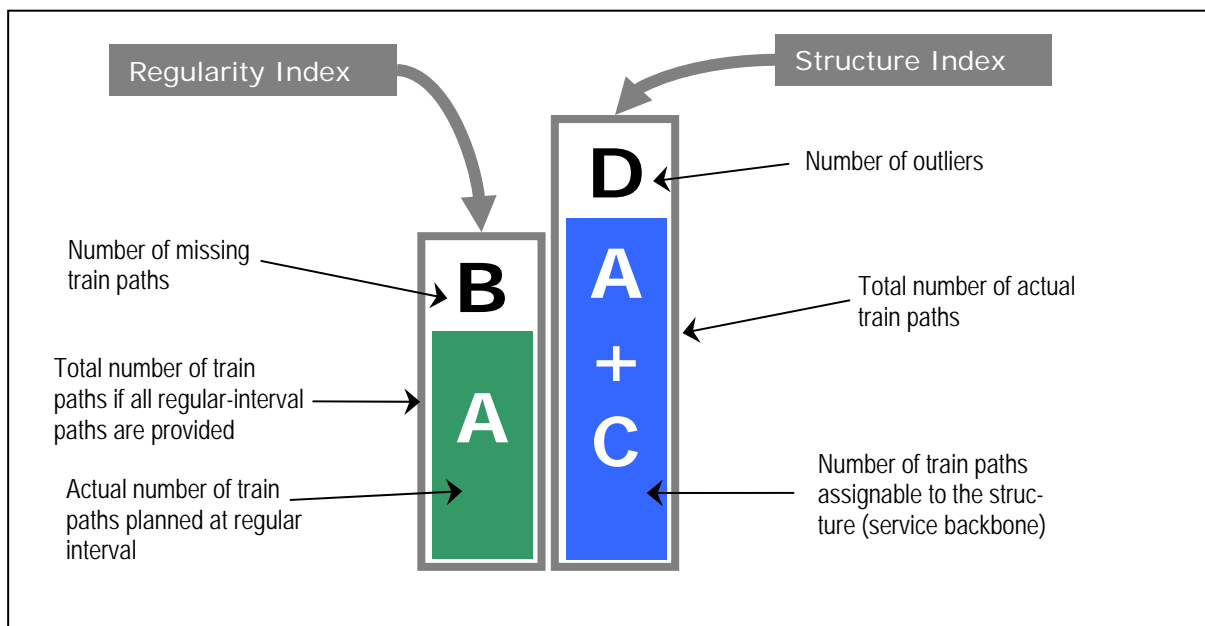 Regularity Index
Structure Index
D
Number of outliers
A
+
C
Number of missing
train paths
B
Total number of actual
train paths
Total number of train
paths if all regular-interval
paths are provided
A
Number of train paths
assignable to the struc-
ture (service backbone)
Actual number of train
paths planned at regular
interval